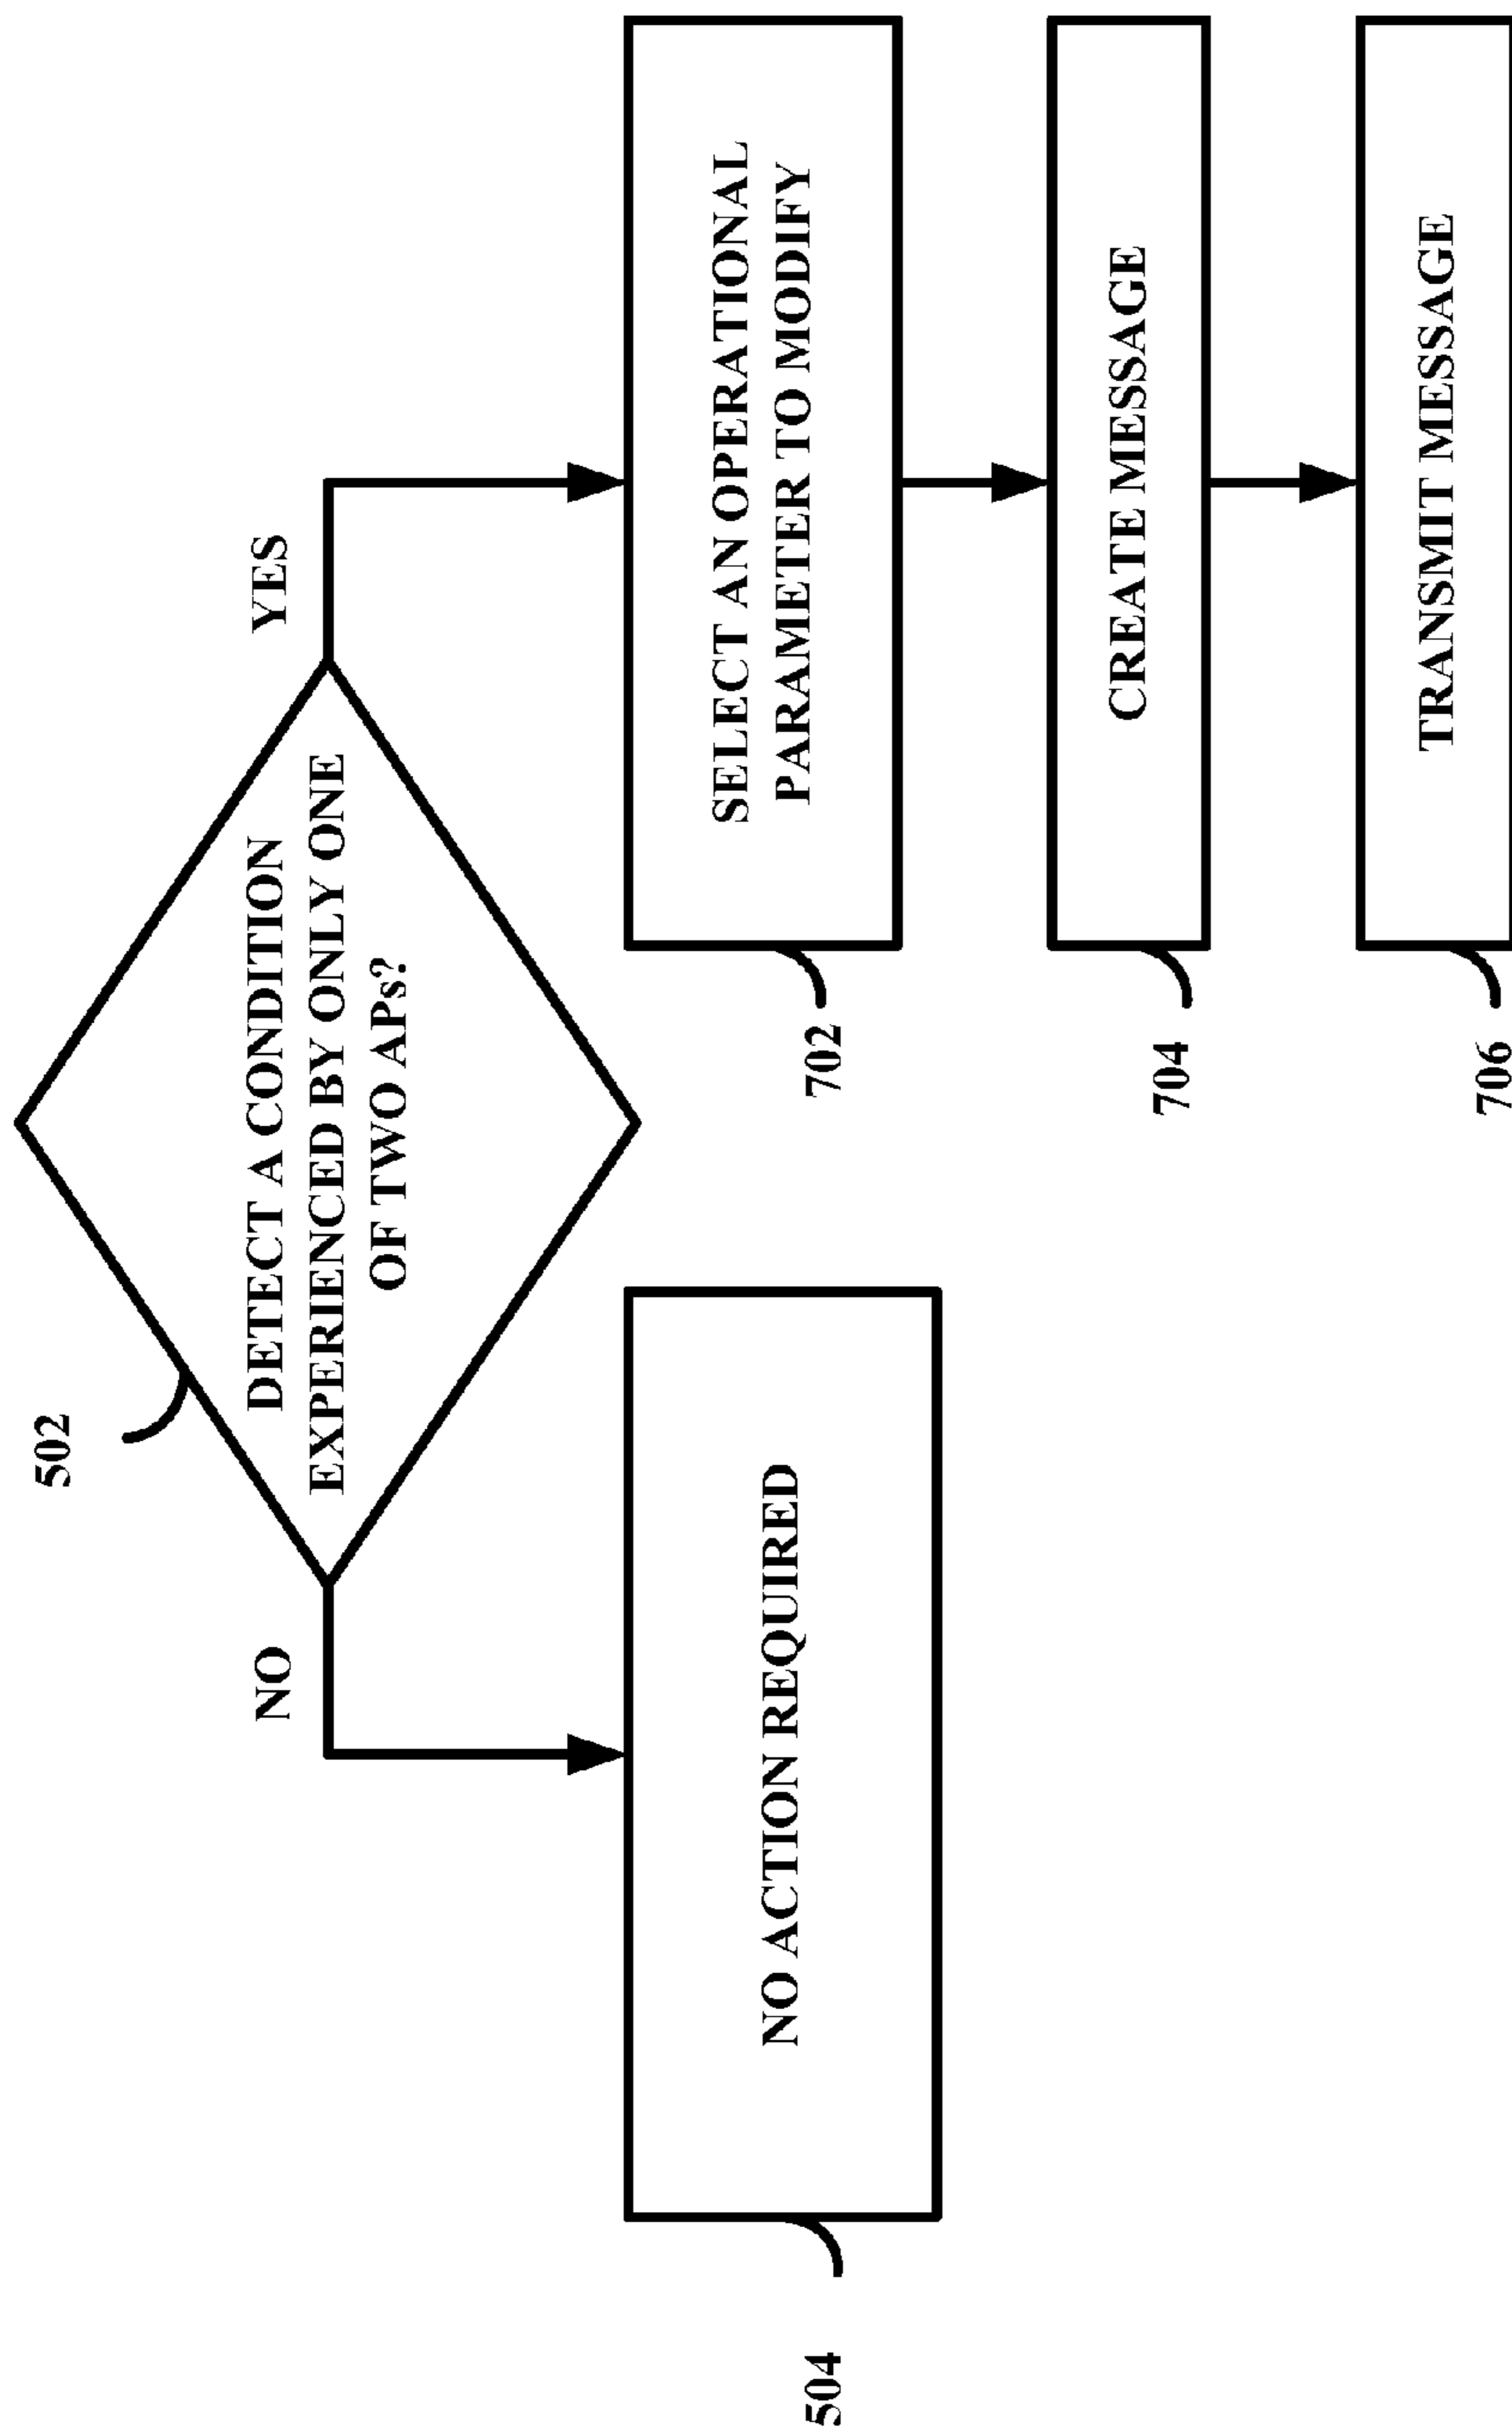 502
DETECT A CONDITION
EXPERIENCED BY ONLY ONE
OF TWO APs?
NO
YES
504
NO ACTION REQUIRED
702
SELECT AN OPERATIONAL
PARAMETER TO MODIFY
704
CREATE MESSAGE
706
TRANSMIT MESSAGE